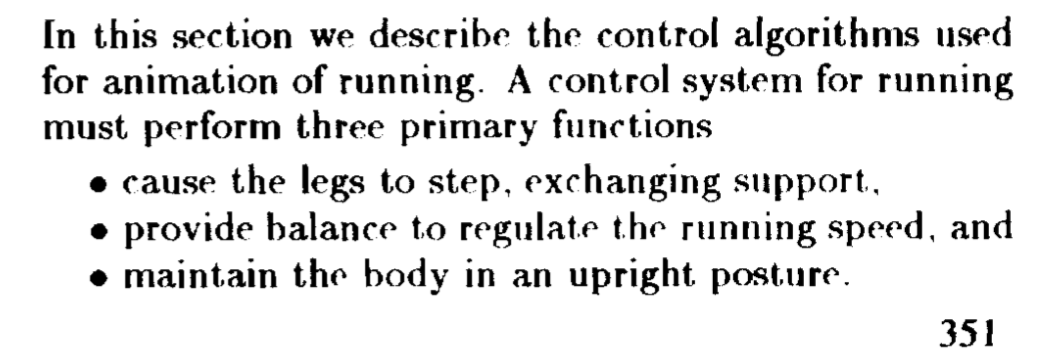 In this section we describe the control algorithms used
for animation of running. A control system for running
must perform three primary functions
• cause the legs to step, exchanging support,
• provide balance to regulate the running speed, and
• maintain the body in an upright posture.
351